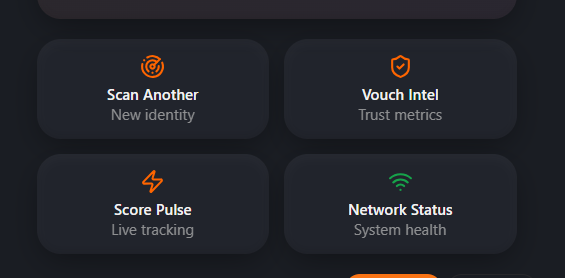 Scan Another
New identity
Vouch Intel
Trust metrics
Score Pulse
Live tracking
Network Status
System health